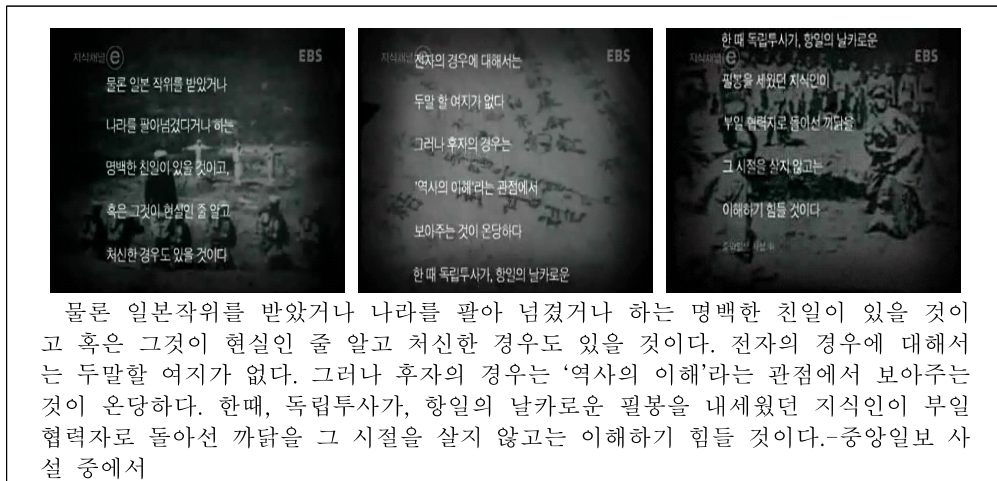 지식채널 e
EBS
물론 일본 작위를 받았거나
나라를 팔아넘겼다거나 하는
명백한 친일이 있을 것이고,
혹은 그것이 현실인 줄 알고
처신한 경우도 있을 것이다
지식채널 e
EBS
전자의 경우에 대해서는
두말 할 여지가 없다
그러나 후자의 경우는
'역사의 이해'라는 관점에서
보아주는 것이 온당하다
한 때 독립투사가, 항일의 날카로운
한 때 독립투사가, 항일의 날카로운
지식채널 e
EBS
필봉을 세웠던 지식인이
부일 협력자로 돌아선 까닭을
그 시절을 살지 않고는
이해하기 힘들 것이다
중앙일보 사설 中
물론 일본작위를 받았거나 나라를 팔아 넘겼거나 하는 명백한 친일이 있을 것이
고 혹은 그것이 현실인 줄 알고 처신한 경우도 있을 것이다. 전자의 경우에 대해서
는 두말할 여지가 없다. 그러나 후자의 경우는 '역사의 이해'라는 관점에서 보아주는
것이 온당하다. 한때, 독립투사가, 항일의 날카로운 필봉을 내세웠던 지식인이 부일
협력자로 돌아선 까닭을 그 시절을 살지 않고는 이해하기 힘들 것이다.-중앙일보 사
설 중에서